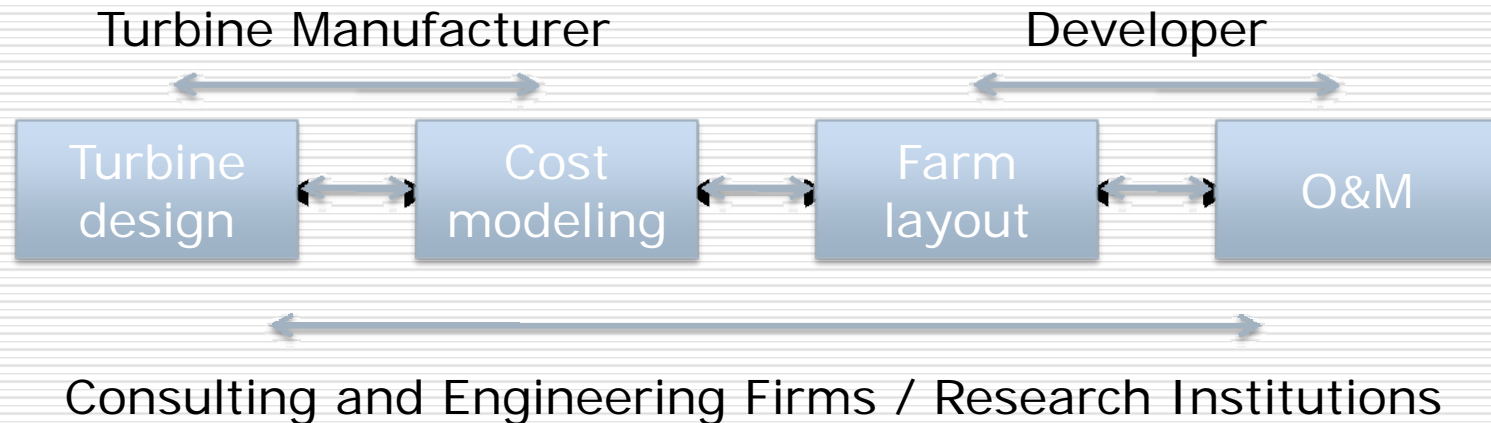 Turbine Manufacturer
Developer
Turbine
design
Cost
modeling
Farm
layout
O&M
Consulting and Engineering Firms / Research Institutions